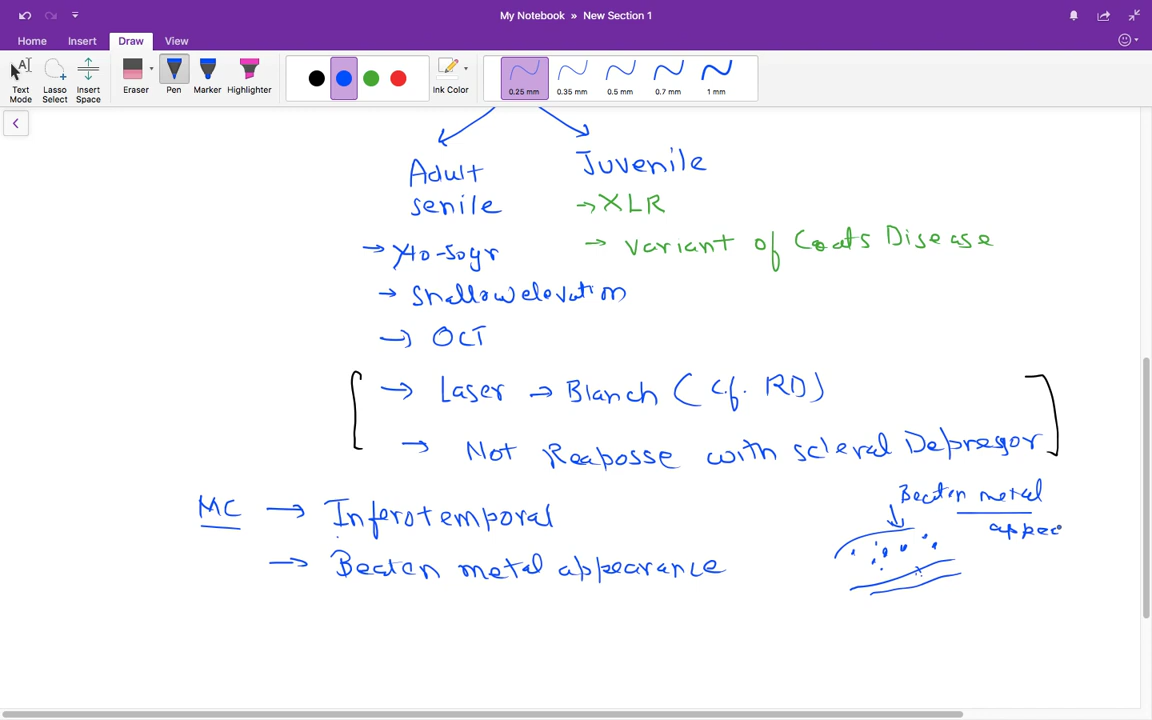 My Notebook » New Section 1
Home Insert Draw View
Text Mode
Lasso Select
Insert Space
Eraser
Pen
Marker
Highlighter
Ink Color
0.25 mm
0.35 mm
0.5 mm
0.7 mm
1 mm
Adult
senile
Juvenile
→ XLR
→ variant of Coats Disease
→ 40-50yr
→ Shallow elevation
→ OCT
→ Laser → Blanch (cf. RD)
→ Not Reaposse with scleral Depressor
MC → Inferotemporal
→ Beaten metal appearance
Beaten metal
appec